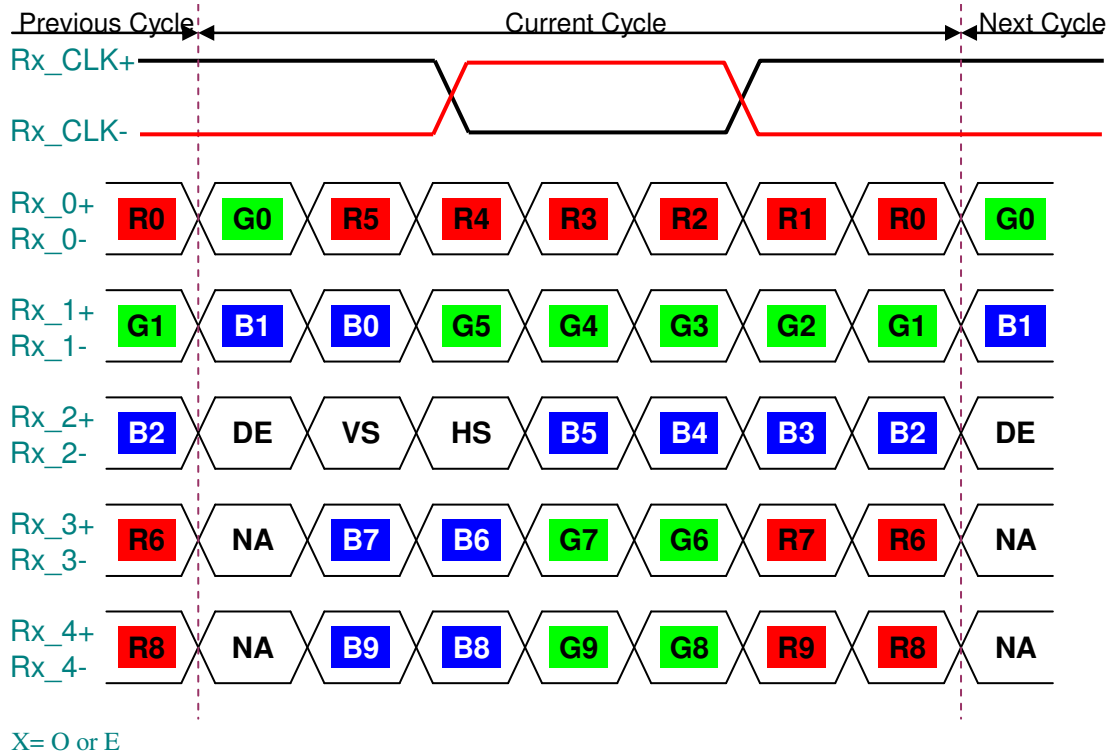 Previous Cycle Current Cycle Next Cycle
Rx_CLK+
Rx_CLK-
Rx_0+
Rx_0-
R0 G0 R5 R4 R3 R2 R1 R0 G0
Rx_1+
Rx_1-
G1 B1 B0 G5 G4 G3 G2 G1 B1
Rx_2+
Rx_2-
B2 DE VS HS B5 B4 B3 B2 DE
Rx_3+
Rx_3-
R6 NA B7 B6 G7 G6 R7 R6 NA
Rx_4+
Rx_4-
R8 NA B9 B8 G9 G8 R9 R8 NA
X= O or E